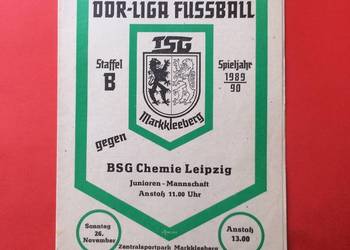 DDR-LIGA FUSSBALL
TSG
Staffel
B
Spieljahr
1989
90
Markkleeberg
gegen
BSG Chemie Leipzig
Junioren-Mannschaft
Anstoß 11.00 Uhr
Sonntag
26.
November
Anstoß
13.00
Zentralsportpark Markkleeberg